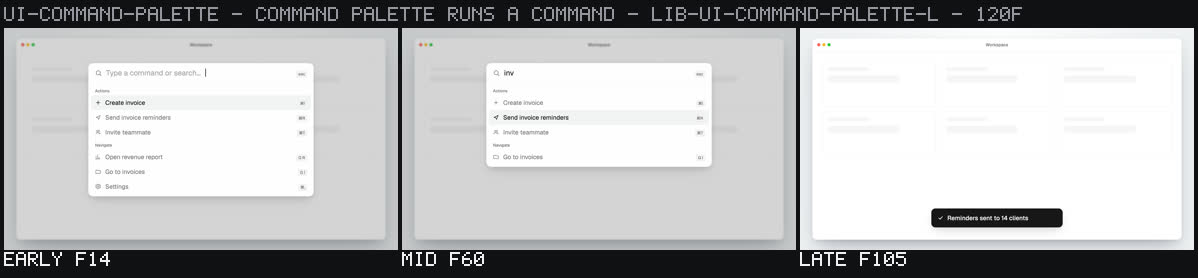 UI-COMMAND-PALETTE - COMMAND PALETTE RUNS A COMMAND - LIB-UI-COMMAND-PALETTE-L - 120F
Workspace
Type a command or search...
esc
Actions
Create invoice
Send invoice reminders
Invite teammate
Navigate
Open revenue report
Go to invoices
Settings
EARLY F14
Workspace
inv
esc
Actions
Create invoice
Send invoice reminders
Invite teammate
Navigate
Go to invoices
G I
MID F60
Workspace
Reminders sent to 14 clients
LATE F105